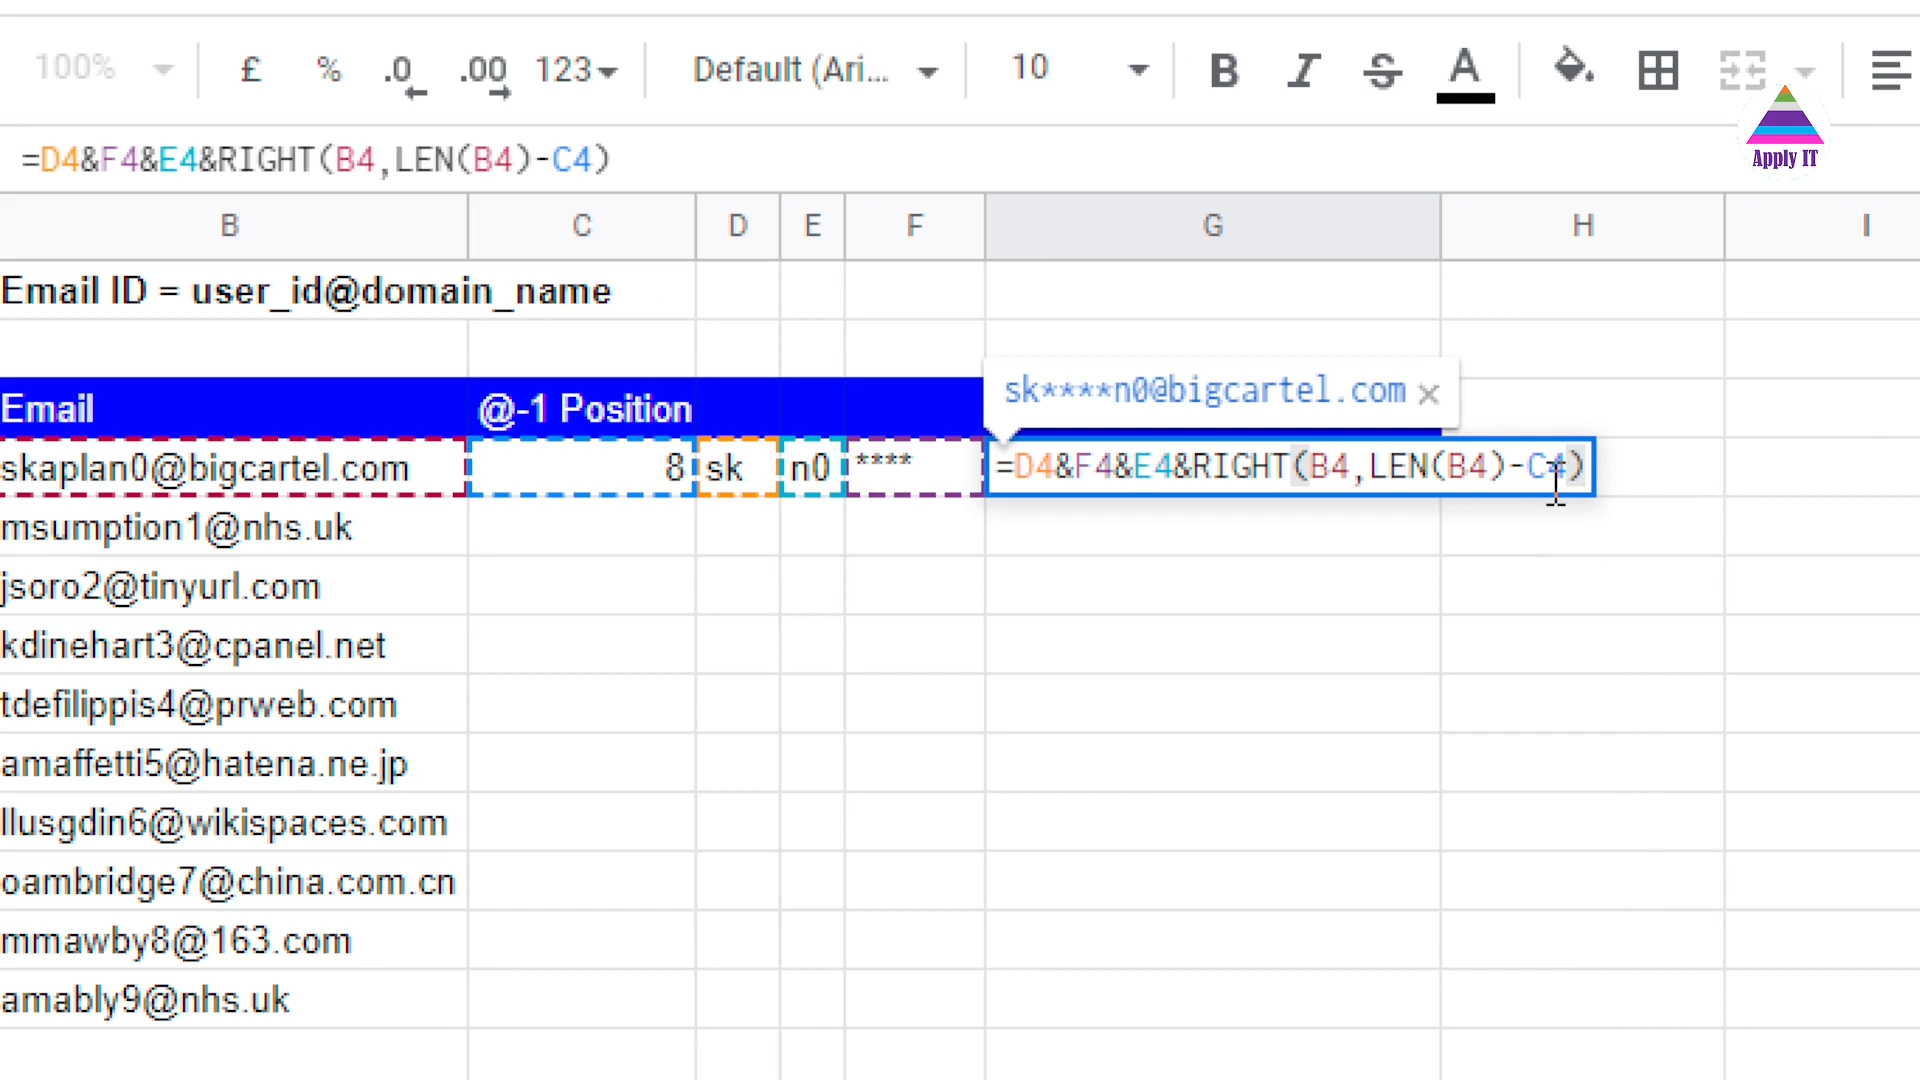 100% £ % .0 .00 123 Default (Ari... 10 B I S A
Apply IT
=D4&F4&E4&RIGHT(B4,LEN(B4)-C4)
B C D E F G H I
Email ID = user_id@domain_name
sk****n0@bigcartel.com ×
Email @-1 Position
skaplan0@bigcartel.com 8 sk n0 **** =D4&F4&E4&RIGHT(B4,LEN(B4)-C4)
msumption1@nhs.uk
jsoro2@tinyurl.com
kdinehart3@cpanel.net
tdefilippis4@prweb.com
amaffetti5@hatena.ne.jp
llusgdin6@wikispaces.com
oambridge7@china.com.cn
mmawby8@163.com
amably9@nhs.uk